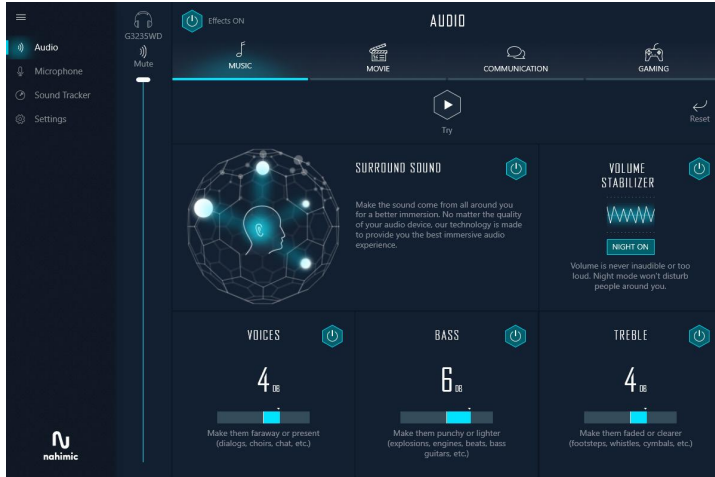 Audio
Microphone
Sound Tracker
Settings
nahimic
G3235WD
Mute
Effects ON
AUDIO
MUSIC
MOVIE
COMMUNICATION
GAMING
Try
Reset
SURROUND SOUND
Make the sound come from all around you
for a better immersion. No matter the quality
of your audio device, our technology is made
to provide you the best immersive audio
experience.
VOLUME
STABILIZER
NIGHT ON
Volume is never inaudible or too
loud. Night mode won't disturb
people around you.
VOICES
4 DB
Make them faraway or present
(dialogs, choirs, chat, etc.)
BASS
6 DB
Make them punchy or lighter
(explosions, engines, beats, bass
guitars, etc.)
TREBLE
4 DB
Make them faded or clearer
(footsteps, whistles, cymbals, etc.)